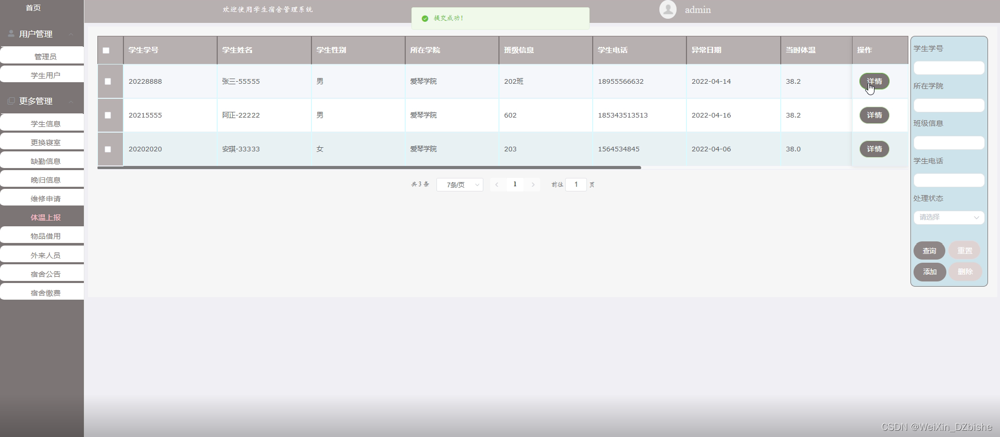 首页
用户管理
管理员
学生用户
更多管理
学生信息
更换寝室
缺勤信息
晚归信息
维修申请
体温上报
物品借用
外来人员
宿舍公告
宿舍缴费
欢迎使用学生宿舍管理系统
提交成功!
admin
学生学号 学生姓名 学生性别 所在学院 班级信息 学生电话 异常日期 当时体温 操作
20228888 张三-55555 男 爱琴学院 202班 18955566632 2022-04-14 38.2 详情
20215555 阿正-22222 男 爱琴学院 602 185343513513 2022-04-16 38.2 详情
20202020 安琪-33333 女 爱琴学院 203 1564534845 2022-04-06 38.0 详情
共 3 条 7条/页 1 前往 1 页
学生学号
所在学院
班级信息
学生电话
处理状态
请选择
查询 重置
添加 删除
CSDN @WeiXin_DZbishe